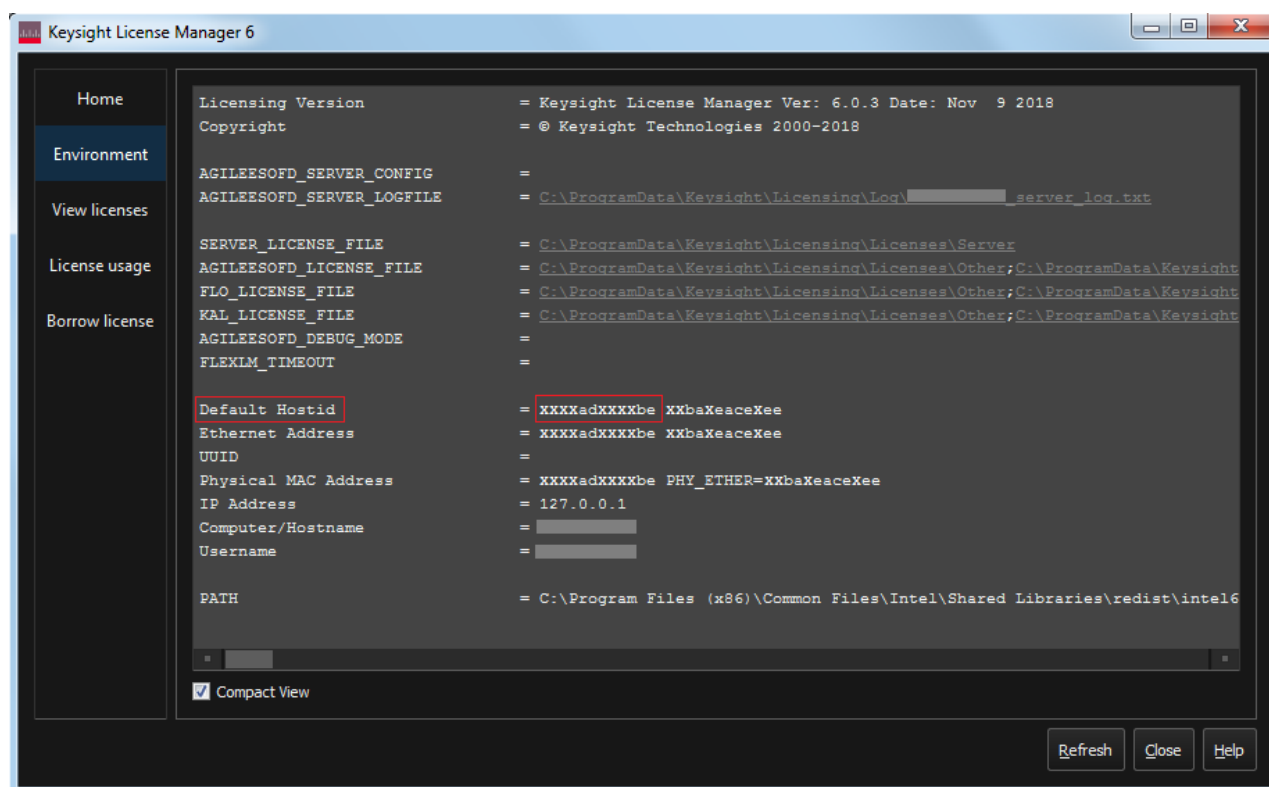 Keysight License Manager 6
Home
Environment
View licenses
License usage
Borrow license
Licensing Version = Keysight License Manager Ver: 6.0.3 Date: Nov 9 2018
Copyright = © Keysight Technologies 2000-2018
AGILEESOFD_SERVER_CONFIG =
AGILEESOFD_SERVER_LOGFILE = C:\ProgramData\Keysight\Licensing\Log\ _server_log.txt
SERVER_LICENSE_FILE = C:\ProgramData\Keysight\Licensing\Licenses\Server
AGILEESOFD_LICENSE_FILE = C:\ProgramData\Keysight\Licensing\Licenses\Other;C:\ProgramData\Keysight
FLO_LICENSE_FILE = C:\ProgramData\Keysight\Licensing\Licenses\Other;C:\ProgramData\Keysight
KAL_LICENSE_FILE = C:\ProgramData\Keysight\Licensing\Licenses\Other;C:\ProgramData\Keysight
AGILEESOFD_DEBUG_MODE =
FLEXLM_TIMEOUT =
Default Hostid = XXXXadXXXXbe XXbaXeaceXee
Ethernet Address = XXXXadXXXXbe XXbaXeaceXee
UUID =
Physical MAC Address = XXXXadXXXXbe PHY_ETHER=XXbaXeaceXee
IP Address = 127.0.0.1
Computer/Hostname =
Username =
PATH = C:\Program Files (x86)\Common Files\Intel\Shared Libraries\redist\intel6
Compact View
Refresh Close Help